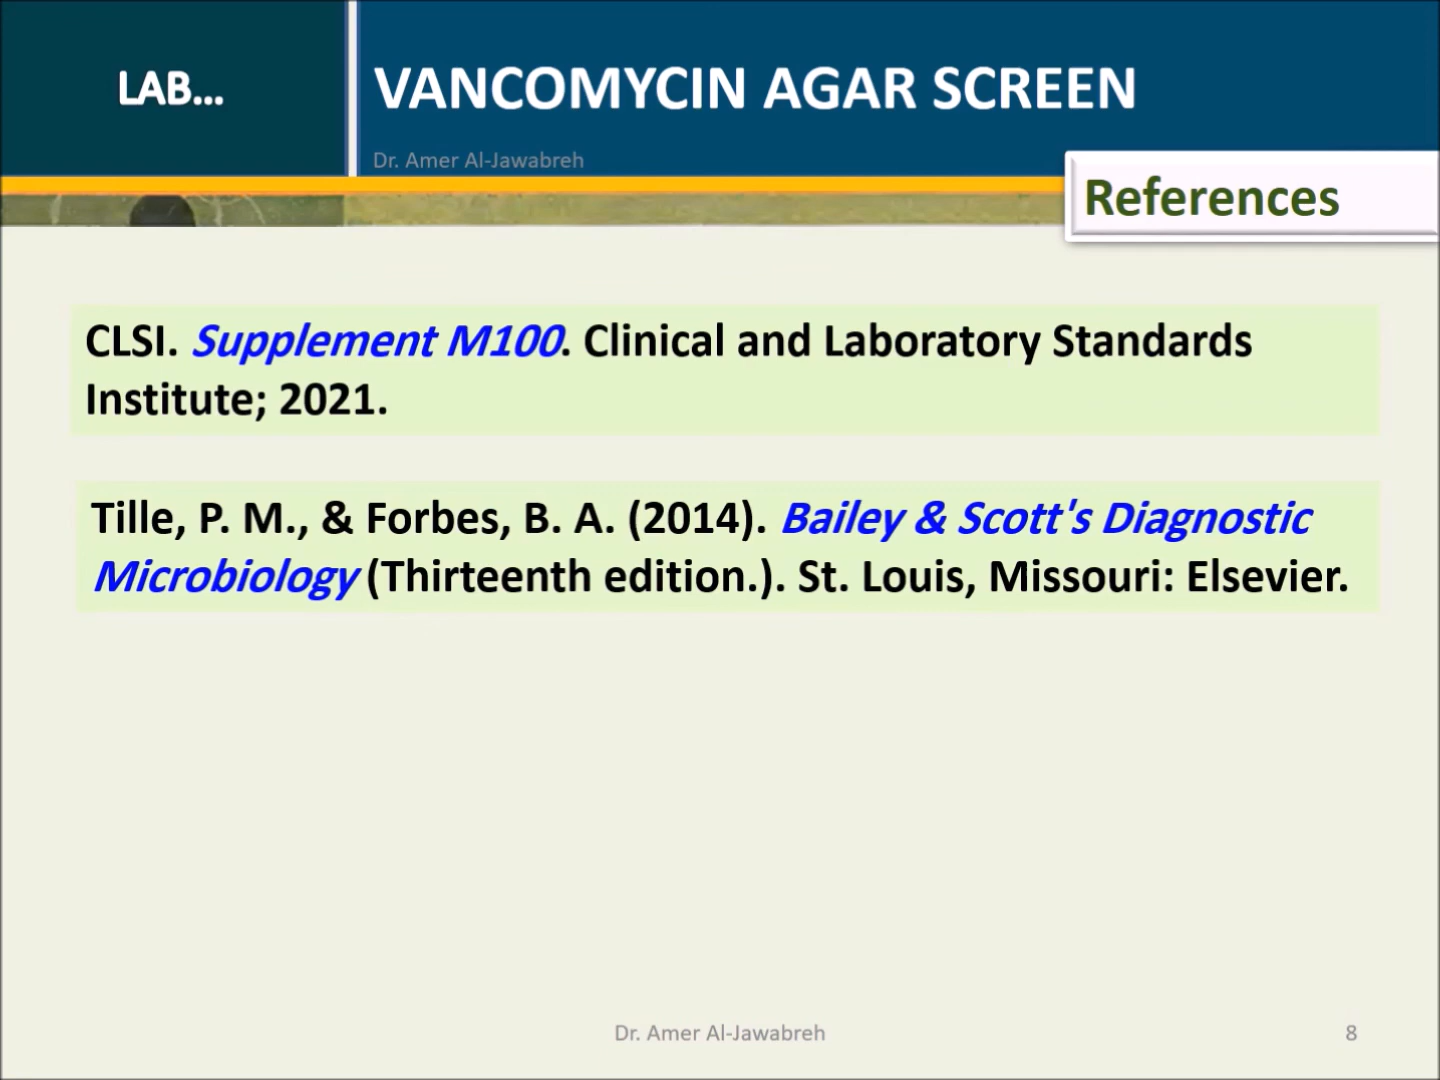 LAB...
VANCOMYCIN AGAR SCREEN
Dr. Amer Al-Jawabreh
References
CLSI. Supplement M100. Clinical and Laboratory Standards
Institute; 2021.
Tille, P. M., & Forbes, B. A. (2014). Bailey & Scott's Diagnostic
Microbiology (Thirteenth edition.). St. Louis, Missouri: Elsevier.
Dr. Amer Al-Jawabreh
8